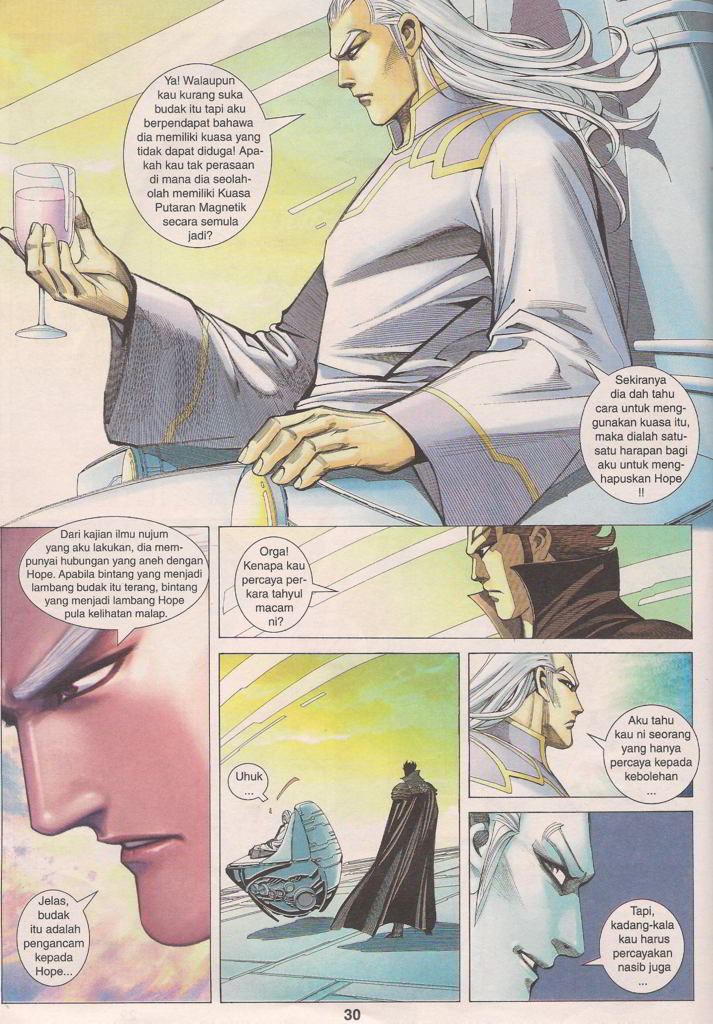 Ya! Walaupun
kau kurang suka
budak itu tapi aku
berpendapat bahawa
dia memiliki kuasa yang
tidak dapat diduga! Apa-
kah kau tak perasaan
di mana dia seolah-
olah memiliki Kuasa
Putaran Magnetik
secara semula
jadi?
Sekiranya
dia dah tahu
cara untuk meng-
gunakan kuasa itu,
maka dialah satu-
satu harapan bagi
aku untuk meng-
hapuskan Hope
!!
Dari kajian ilmu nujum
yang aku lakukan, dia mem-
punyai hubungan yang aneh dengan
Hope. Apabila bintang yang menjadi
lambang budak itu terang, bintang
yang menjadi lambang Hope
pula kelihatan malap.
Jelas,
budak
itu adalah
pengancam
kepada
Hope...
Orga!
Kenapa kau
percaya per-
kara tahyul
macam
ni?
Uhuk
...
Aku tahu
kau ni seorang
yang hanya
percaya kepada
kebolehan
...
Tapi,
kadang-kala
kau harus
percayakan
nasib juga
...
30